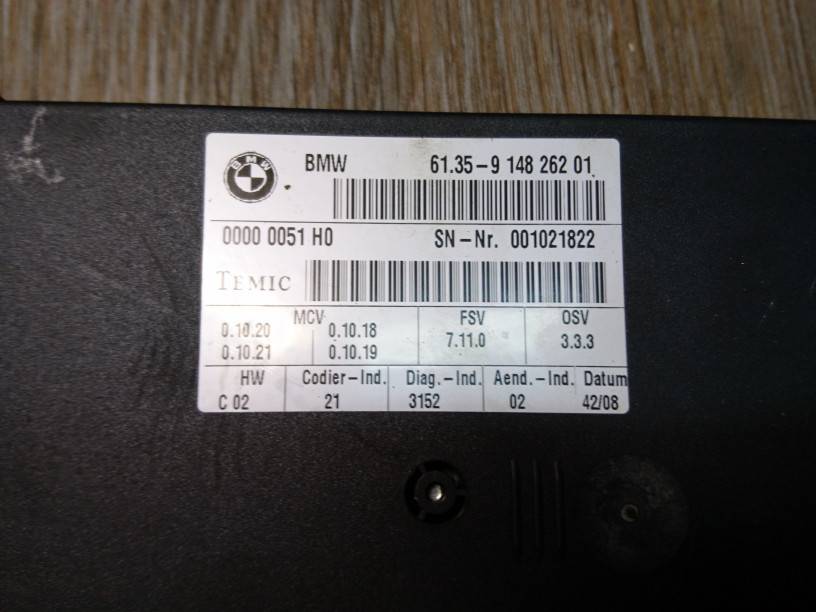 BMW
BMW 61.35-9 148 262 01
0000 0051 H0 SN-Nr. 001021822
TEMIC
MCV FSV OSV
0.10.20 0.10.18 7.11.0 3.3.3
0.10.21 0.10.19
HW Codier-Ind. Diag.-Ind. Aend.-Ind. Datum
C 02 21 3152 02 42/08